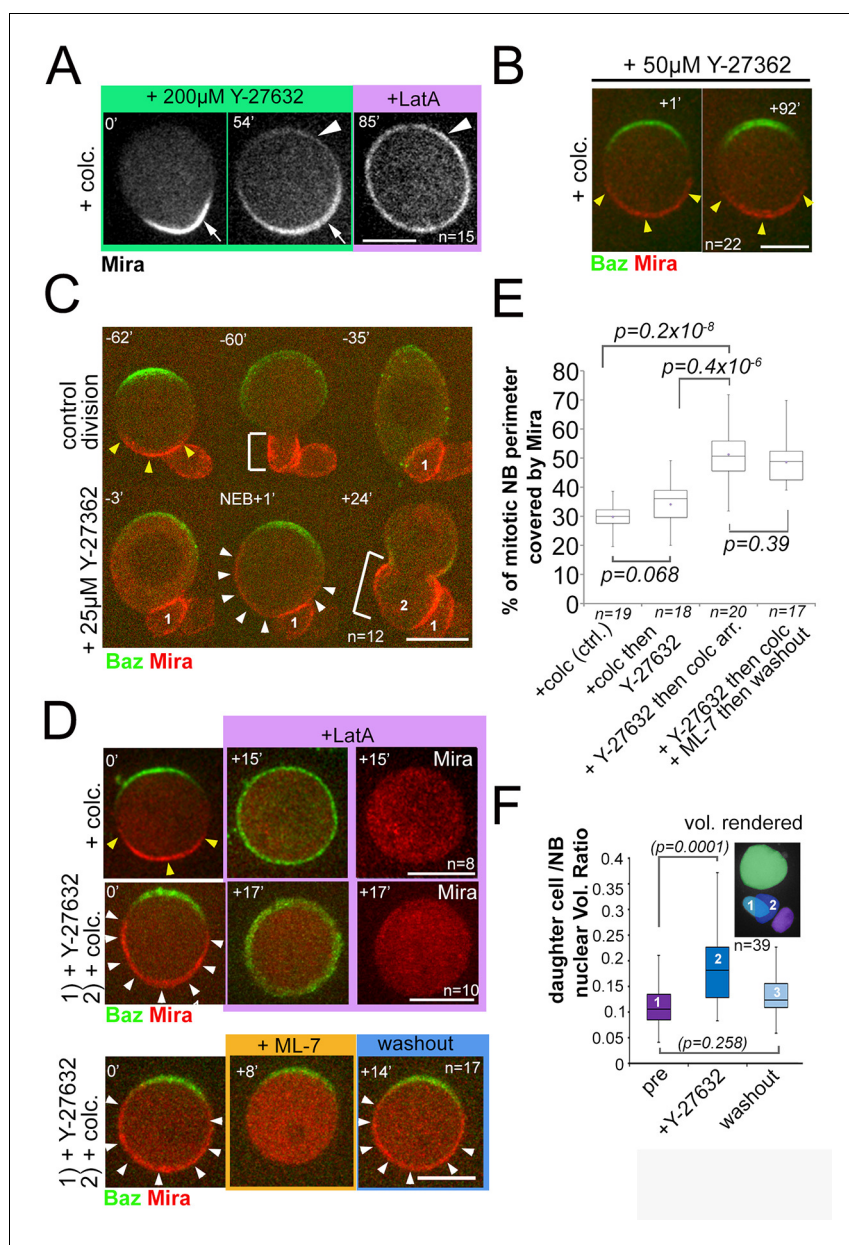 A
+ 200µM Y-27632
+LatA
+ colc.
0’
54’
85’
n=15
Mira
B
+ 50µM Y-27362
+ colc.
+1’
+92’
n=22
Baz Mira
C
control
division
-62’
-60’
-35’
1
+ 25µM Y-27362
-3’
NEB+1’
+24’
1
1
2
1
n=12
Baz Mira
D
+LatA
+ colc.
0’
+15’
+15’
Mira
n=8
1) + Y-27632
2) + colc.
0’
+17’
+17’
Mira
n=10
Baz Mira
+ ML-7
washout
1) + Y-27632
2) + colc.
0’
+8’
+14’
n=17
Baz Mira
E
% of mitotic NB perimeter
covered by Mira
p=0.2x10-8
p=0.4x10-6
80
70
60
50
40
30
20
10
0
p=0.068
p=0.39
n=19
n=18
n=20
n=17
+colc (ctrl.)
+colc then
Y-27632
+ Y-27632 then colc arr.
+ Y-27632 then colc
+ ML-7 then washout
F
vol. rendered
daughter cell /NB
nuclear Vol. Ratio
(p=0.0001)
0.4
0.35
0.3
0.25
0.2
0.15
0.1
0.05
0
1
2
n=39
1
2
3
(p=0.258)
pre
+Y-27632
washout